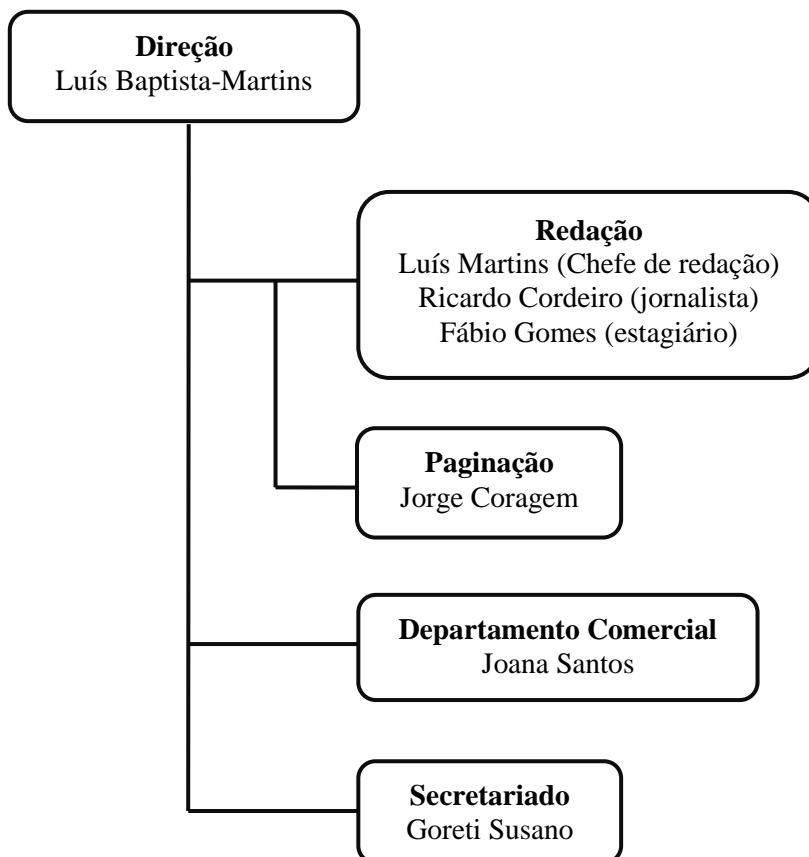 Direção
Luís Baptista-Martins
Redação
Luís Martins (Chefe de redação)
Ricardo Cordeiro (jornalista)
Fábio Gomes (estagiário)
Paginação
Jorge Coragem
Departamento Comercial
Joana Santos
Secretariado
Goreti Susano